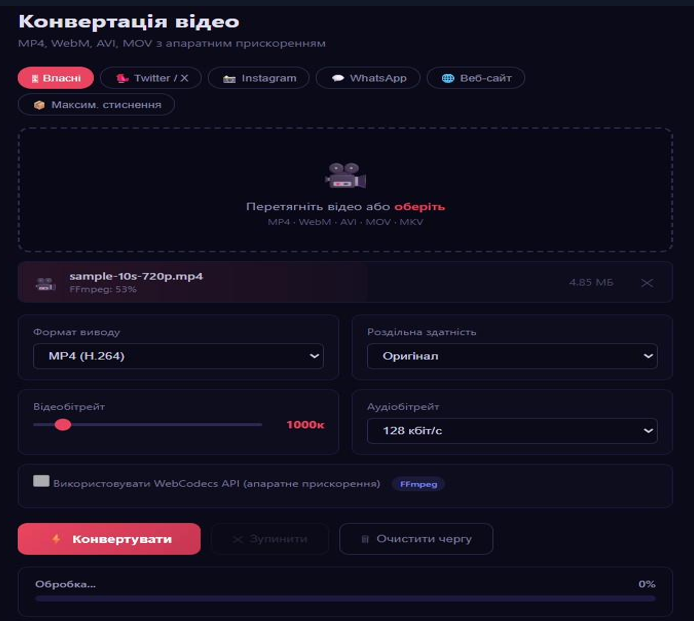 Конвертація відео
MP4, WebM, AVI, MOV з апаратним прискоренням
Власні
Twitter / X
Instagram
WhatsApp
Веб-сайт
Максим. стиснення
Перетягніть відео або оберіть
MP4 · WebM · AVI · MOV · MKV
sample-10s-720p.mp4
FFmpeg: 53%
4.85 МБ
Формат виводу
MP4 (H.264)
Роздільна здатність
Оригінал
Відеобітрейт
1000к
Аудіобітрейт
128 кбіт/с
Використовувати WebCodecs API (апаратне прискорення) FFmpeg
Конвертувати
Зупинити
Очистити чергу
Обробка...
0%